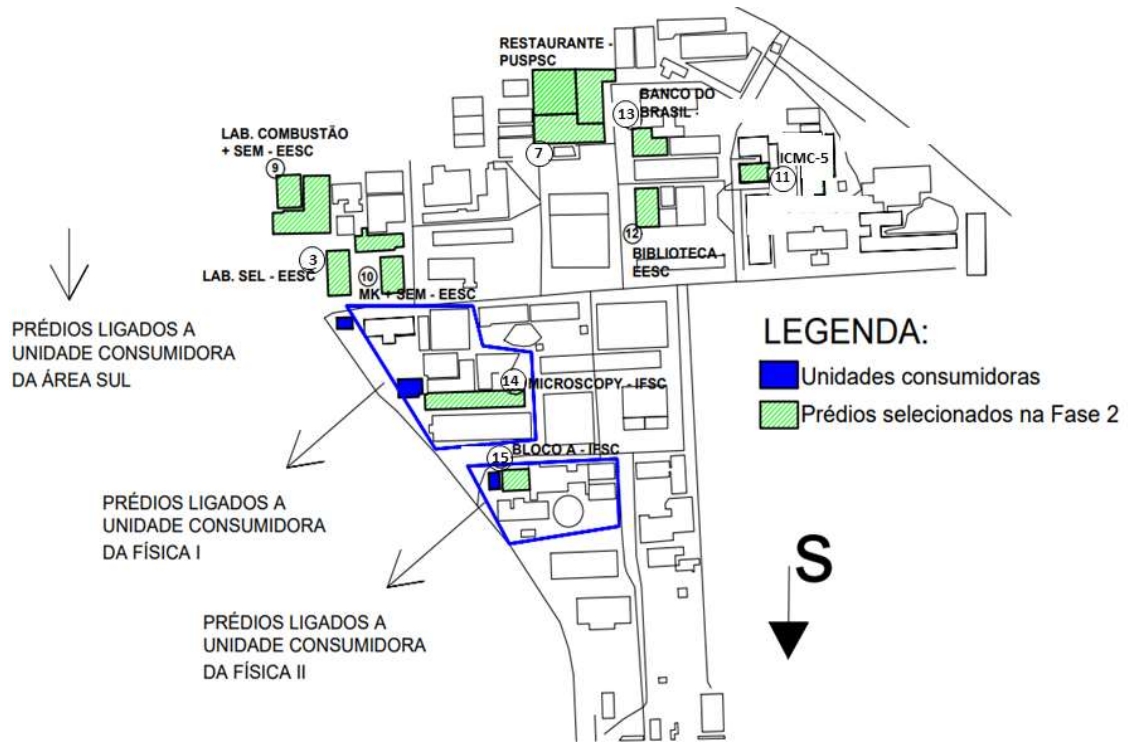 RESTAURANTE -
PUSPSC
7
13
BANCO DO
BRASIL -
LAB. COMBUSTÃO
+ SEM - EESC
9
ICMC-5
11
12
BIBLIOTECA -
EESC
3
LAB. SEL - EESC
10
MK + SEM - EESC
PRÉDIOS LIGADOS A
UNIDADE CONSUMIDORA
DA ÁREA SUL
LEGENDA:
Unidades consumidoras
Prédios selecionados na Fase 2
14
MICROSCOPY - IFSC
15
BLOCO A - IFSC
PRÉDIOS LIGADOS A
UNIDADE CONSUMIDORA
DA FÍSICA I
S
PRÉDIOS LIGADOS A
UNIDADE CONSUMIDORA
DA FÍSICA II